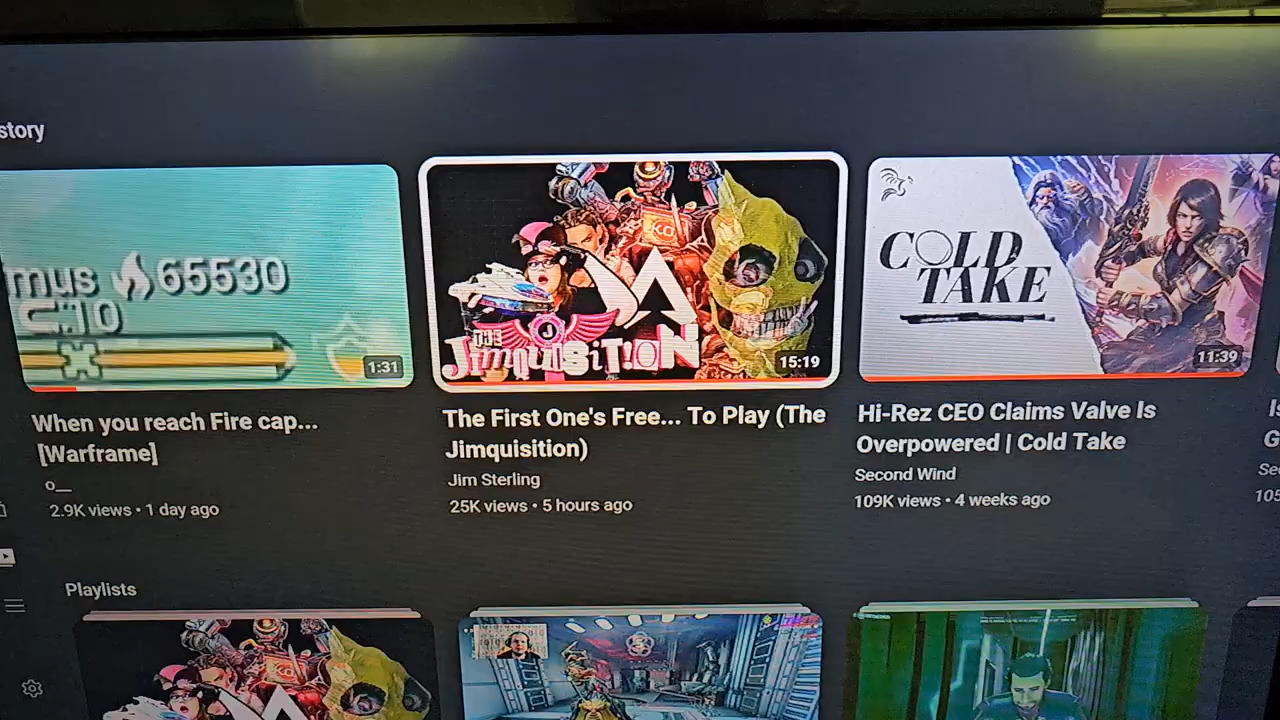 story
mus 65530
10
1:31
THE
JIMQUISITION
15:19
COLD
TAKE
11:39
When you reach Fire cap...
[Warframe]
o__
2.9K views • 1 day ago
The First One's Free... To Play (The
Jimquisition)
Jim Sterling
25K views • 5 hours ago
Hi-Rez CEO Claims Valve Is
Overpowered | Cold Take
Second Wind
109K views • 4 weeks ago
Playlists